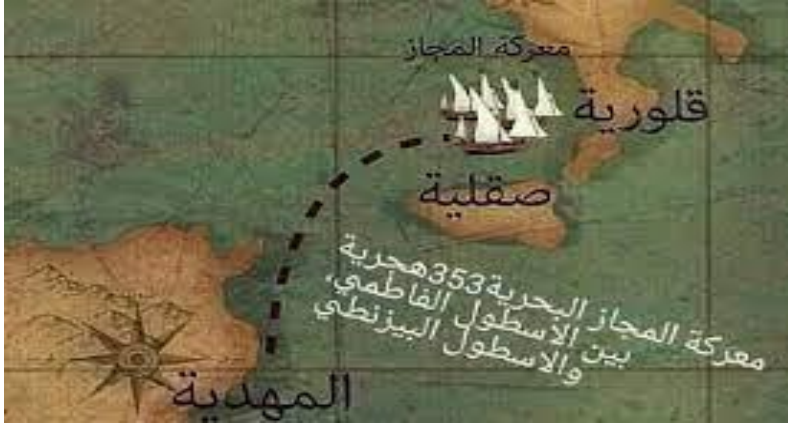 معركة المجاز
قلورية
صقلية
معركة المجاز البحرية353هجرية
بين الاسطول الفاطمي،
والاسطول البيزنطي
المهدية